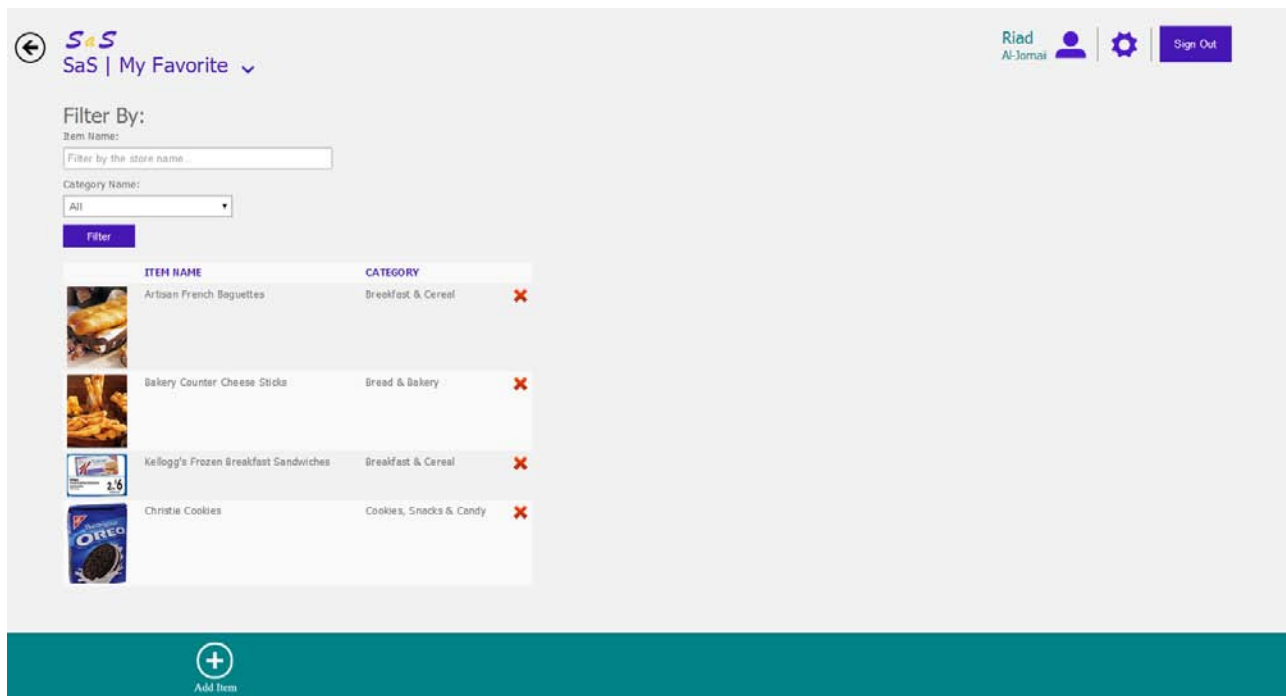 SaS
SaS | My Favorite
Riad
Al-Jomai
Sign Out
Filter By:
Item Name:
Filter by the store name...
Category Name:
All
Filter
ITEM NAME CATEGORY
Artisan French Baguettes Breakfast & Cereal
Bakery Counter Cheese Sticks Bread & Bakery
Kellogg's Frozen Breakfast Sandwiches Breakfast & Cereal
K
2/$6
Christie Cookies Cookies, Snacks & Candy
OREO
Add Item